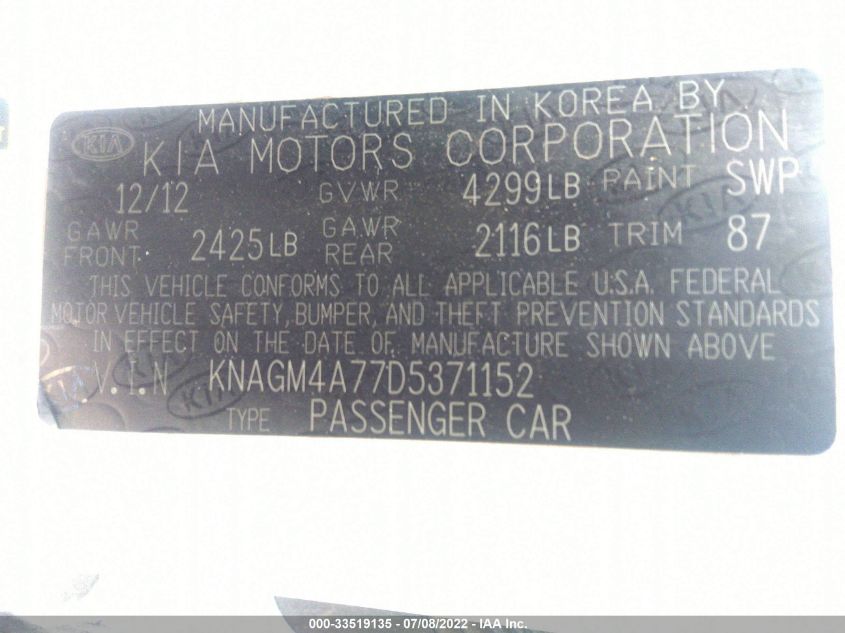 MANUFACTURED IN KOREA BY
KIA KIA MOTORS CORPORATION
12/12 GVWR 4299LB PAINT SWP
GAWR FRONT 2425LB GAWR REAR 2116LB TRIM 87
THIS VEHICLE CONFORMS TO ALL APPLICABLE U.S.A. FEDERAL
MOTOR VEHICLE SAFETY, BUMPER, AND THEFT PREVENTION STANDARDS
IN EFFECT ON THE DATE OF MANUFACTURE SHOWN ABOVE
V.I.N KNAGM4A77D5371152
TYPE PASSENGER CAR
000-33519135 - 07/08/2022 - IAA Inc.